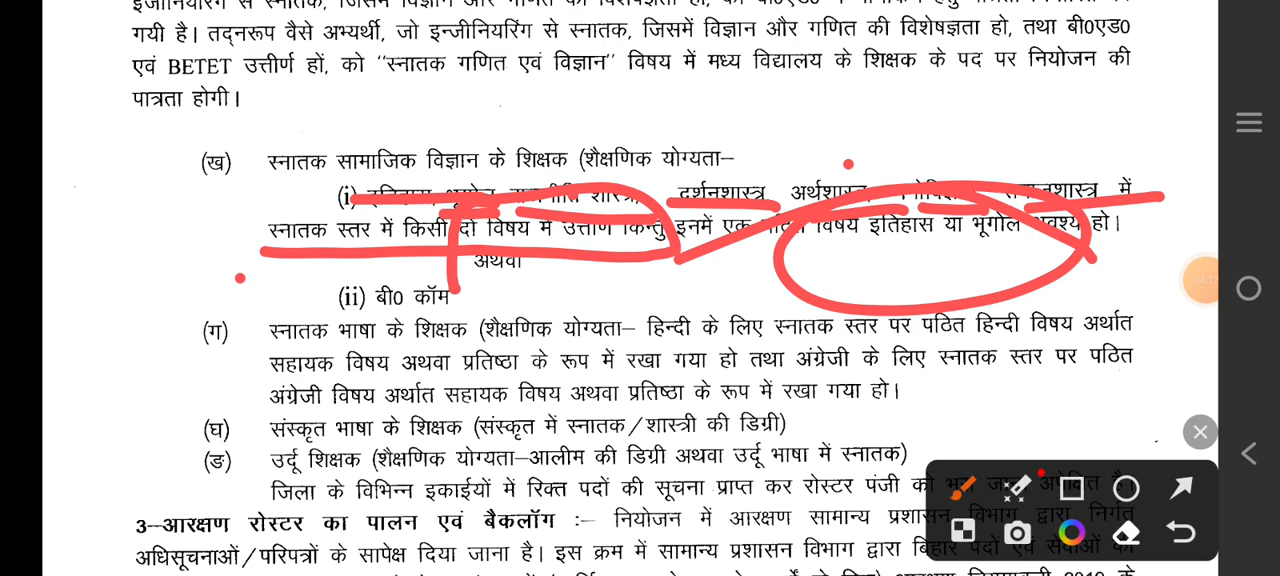 गयी है। तद्नरूप वैसे अभ्यर्थी, जो इन्जीनियरिंग से स्नातक, जिसमें विज्ञान और गणित की विशेषज्ञता हो, तथा बी०एड०
एवं BETET उत्तीर्ण हों, को "स्नातक गणित एवं विज्ञान" विषय में मध्य विद्यालय के शिक्षक के पद पर नियोजन की
पात्रता होगी।
(ख) स्नातक सामाजिक विज्ञान के शिक्षक (शैक्षणिक योग्यता–
(i) दर्शनशास्त्र अर्थशास्त्र में
स्नातक स्तर में किसी दो विषय में उत्तीर्ण किन्तु इनमें एक विषय इतिहास या भूगोल अवश्य हो।
अथवा
(ii) बी० कॉम
(ग) स्नातक भाषा के शिक्षक (शैक्षणिक योग्यता– हिन्दी के लिए स्नातक स्तर पर पठित हिन्दी विषय अर्थात
सहायक विषय अथवा प्रतिष्ठा के रूप में रखा गया हो तथा अंग्रेजी के लिए स्नातक स्तर पर पठित
अंग्रेजी विषय अर्थात सहायक विषय अथवा प्रतिष्ठा के रूप में रखा गया हो।
(घ) संस्कृत भाषा के शिक्षक (संस्कृत में स्नातक/शास्त्री की डिग्री)
(ङ) उर्दू शिक्षक (शैक्षणिक योग्यता–आलीम की डिग्री अथवा उर्दू भाषा में स्नातक)
जिला के विभिन्न इकाईयों में रिक्त पदों की सूचना प्राप्त कर रोस्टर पंजी को
3–आरक्षण रोस्टर का पालन एवं बैकलॉग :– नियोजन में आरक्षण सामान्य प्रशासन विभाग द्वारा निर्गत
अधिसूचनाओं/परिपत्रों के सापेक्ष दिया जाना है। इस क्रम में सामान्य प्रशासन विभाग द्वारा
04:12